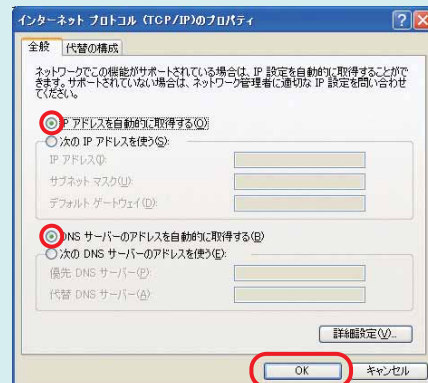 インターネット プロトコル (TCP/IP)のプロパティ
全般 代替の構成
ネットワークでこの機能がサポートされている場合は、IP 設定を自動的に取得することがで
きます。サポートされていない場合は、ネットワーク管理者に適切な IP 設定を問い合わせ
てください。
IP アドレスを自動的に取得する(O)
次の IP アドレスを使う(S):
IP アドレス(I):
サブネット マスク(U):
デフォルト ゲートウェイ(D):
DNS サーバーのアドレスを自動的に取得する(B)
次の DNS サーバーのアドレスを使う(E):
優先 DNS サーバー(P):
代替 DNS サーバー(A):
詳細設定(V)...
OK キャンセル